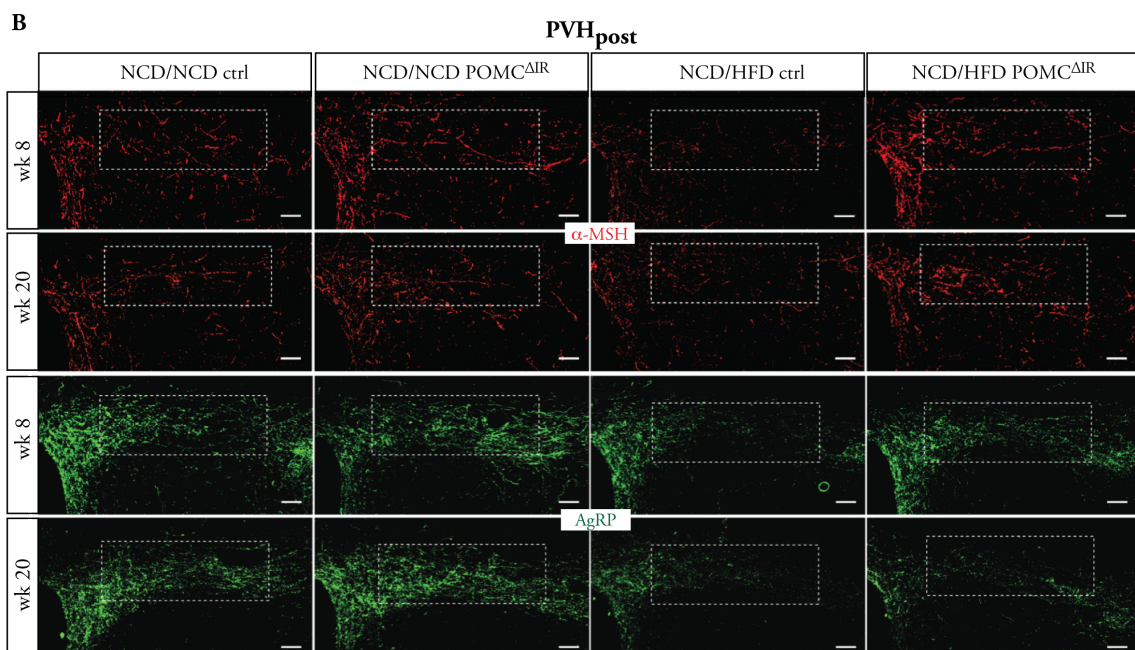 B
PVHpost
NCD/NCD ctrl
NCD/NCD POMCΔIR
NCD/HFD ctrl
NCD/HFD POMCΔIR
wk 8
α-MSH
wk 20
wk 8
AgRP
wk 20